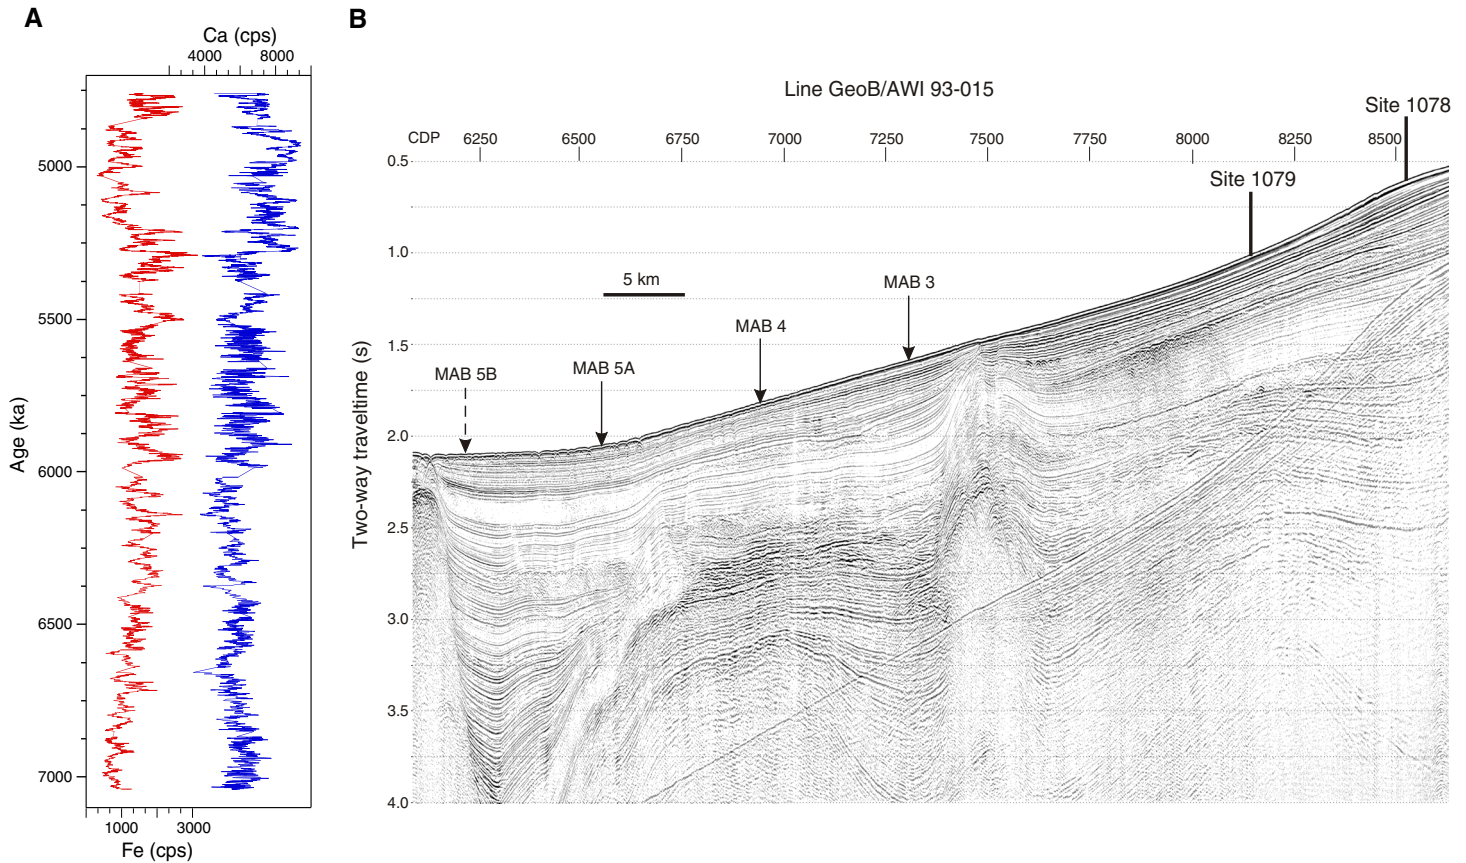 A
Ca (cps)
4000 8000
5000
5500
6000
6500
7000
Age (ka)
1000 3000
Fe (cps)
B
Line GeoB/AWI 93-015
Site 1078
CDP 6250 6500 6750 7000 7250 7500 7750 8000 8250 8500
0.5
Site 1079
1.0
5 km
MAB 3
MAB 4
1.5
MAB 5A
MAB 5B
2.0
2.5
3.0
3.5
4.0
Two-way traveltime (s)